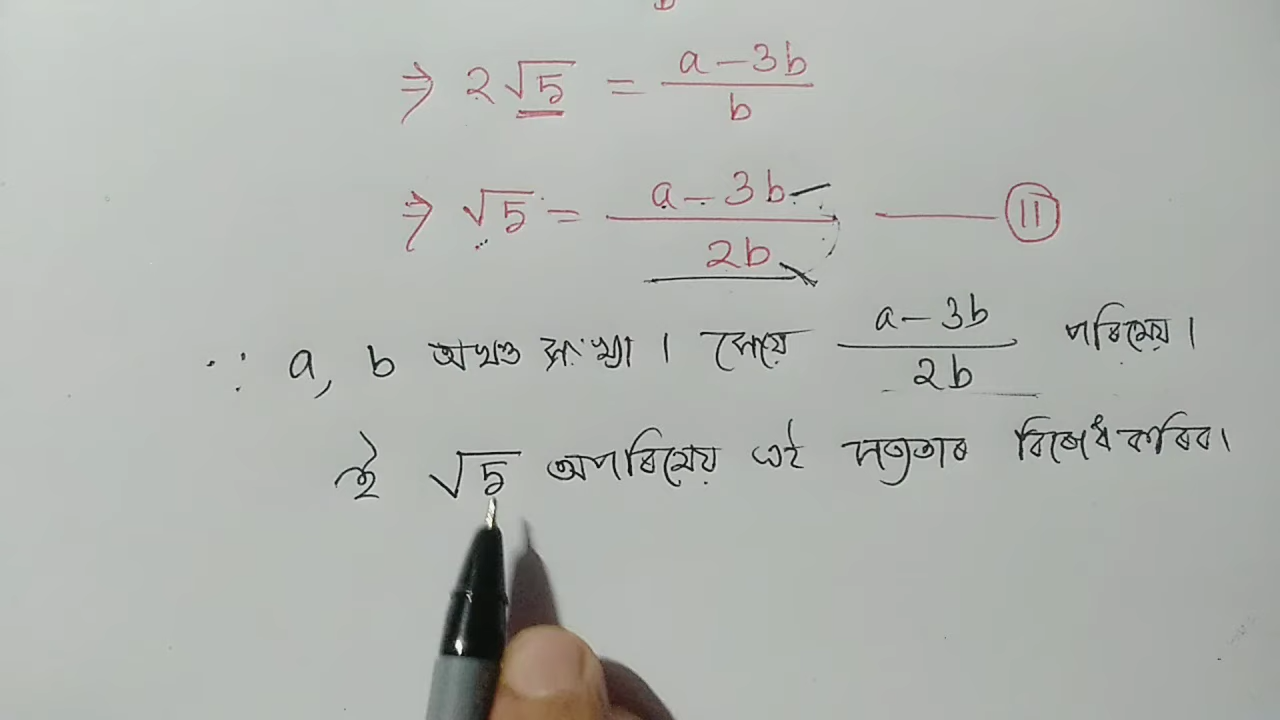 ⇒ 2√5 = (a − 3b)/b
⇒ √5 = (a − 3b)/2b —— (II)
∵ a, b অখণ্ড সংখ্যা । সেয়ে (a − 3b)/2b পৰিমেয় ।
ই √5 অপৰিমেয় এই সত্যতাৰ বিৰোধ কৰিব ।